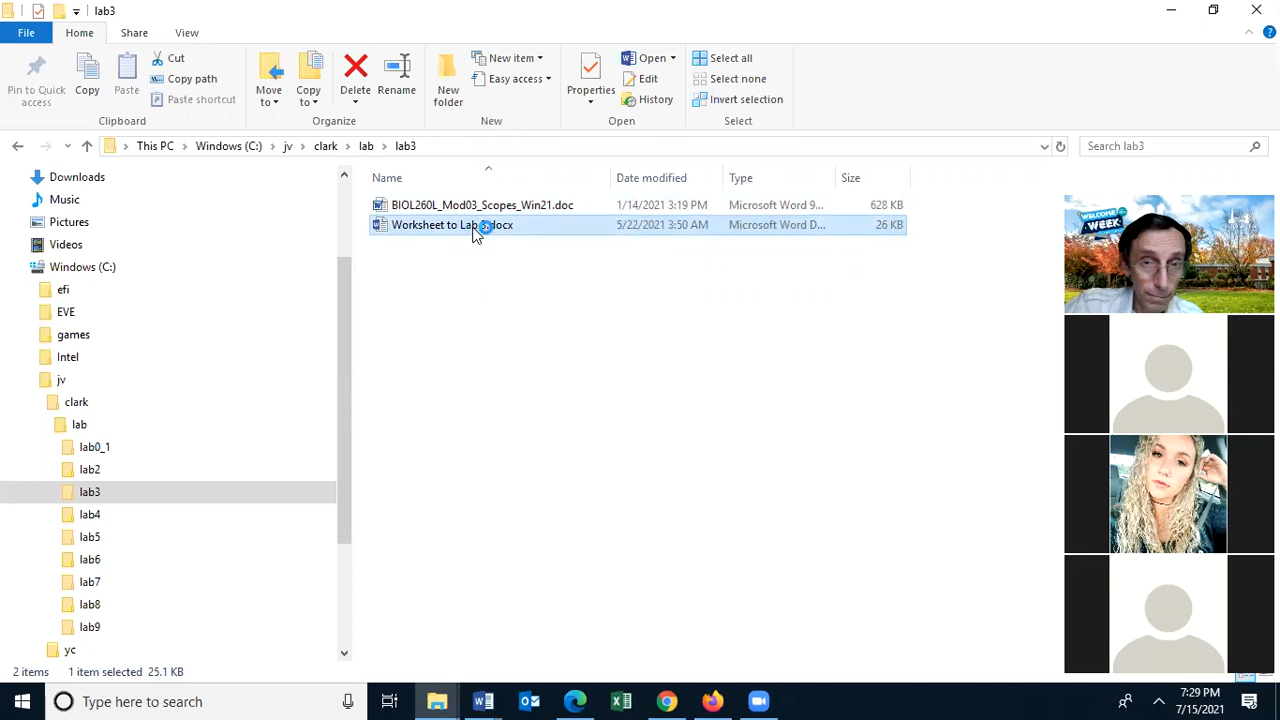 lab3
File Home Share View
Pin to Quick access
Copy
Paste
Cut
Copy path
Paste shortcut
Clipboard
Move to
Copy to
Delete
Rename
Organize
New folder
New item
Easy access
New
Properties
Open
Edit
History
Open
Select all
Select none
Invert selection
Select
This PC Windows (C:) jv clark lab lab3
Search lab3
Downloads
Music
Pictures
Videos
Windows (C:)
efi
EVE
games
Intel
jv
clark
lab
lab0_1
lab2
lab3
lab4
lab5
lab6
lab7
lab8
lab9
yc
Name Date modified Type Size
BIOL260L_Mod03_Scopes_Win21.doc 1/14/2021 3:19 PM Microsoft Word 9... 628 KB
Worksheet to Lab .docx 5/22/2021 3:50 AM Microsoft Word D... 26 KB
WELCOME
WEEK
2 items 1 item selected 25.1 KB
Type here to search
7:29 PM
7/15/2021